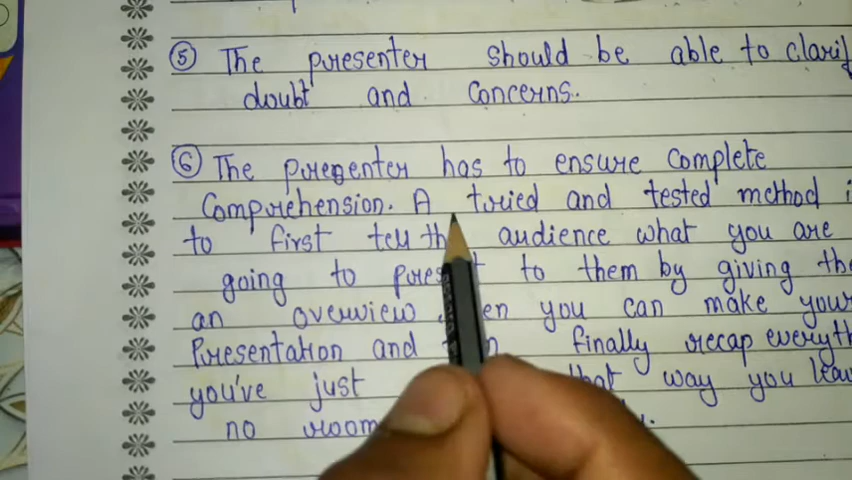 ⑤ The presenter should be able to clarif
doubt and concerns.
⑥ The presenter has to ensure complete
Comprehension. A tried and tested method i
to first tell th audience what you are
going to present to them by giving the
an overview en you can make your
Presentation and finally recap everyth
you've just that way you leav
no room